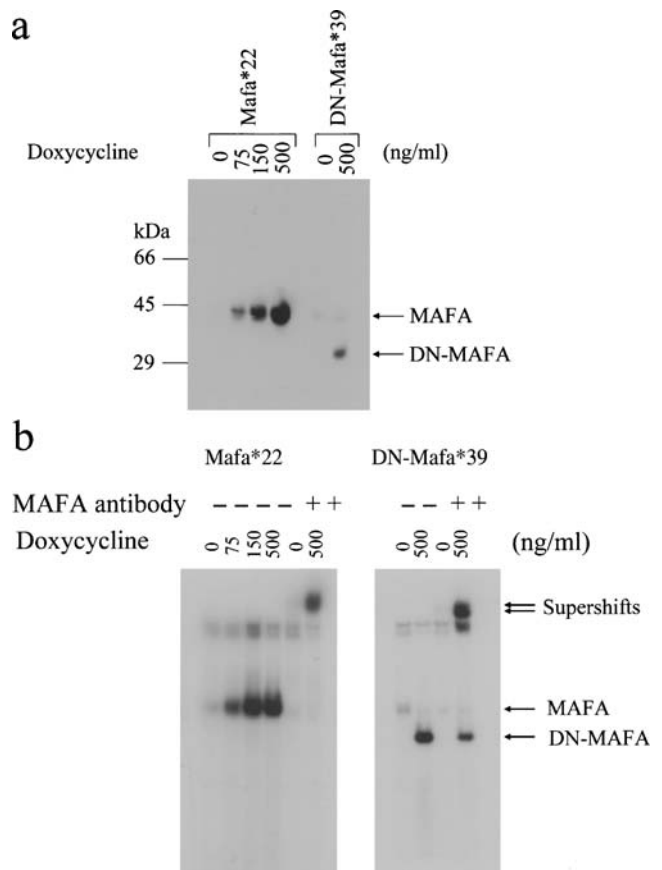 a
Mafa*22 DN-Mafa*39
Doxycycline 0 75 150 500 0 500 (ng/ml)
kDa
66
45
MAFA
DN-MAFA
29
b
Mafa*22 DN-Mafa*39
MAFA antibody – – – – + + – – + +
Doxycycline 0 75 150 500 0 500 0 500 0 500 (ng/ml)
Supershifts
MAFA
DN-MAFA